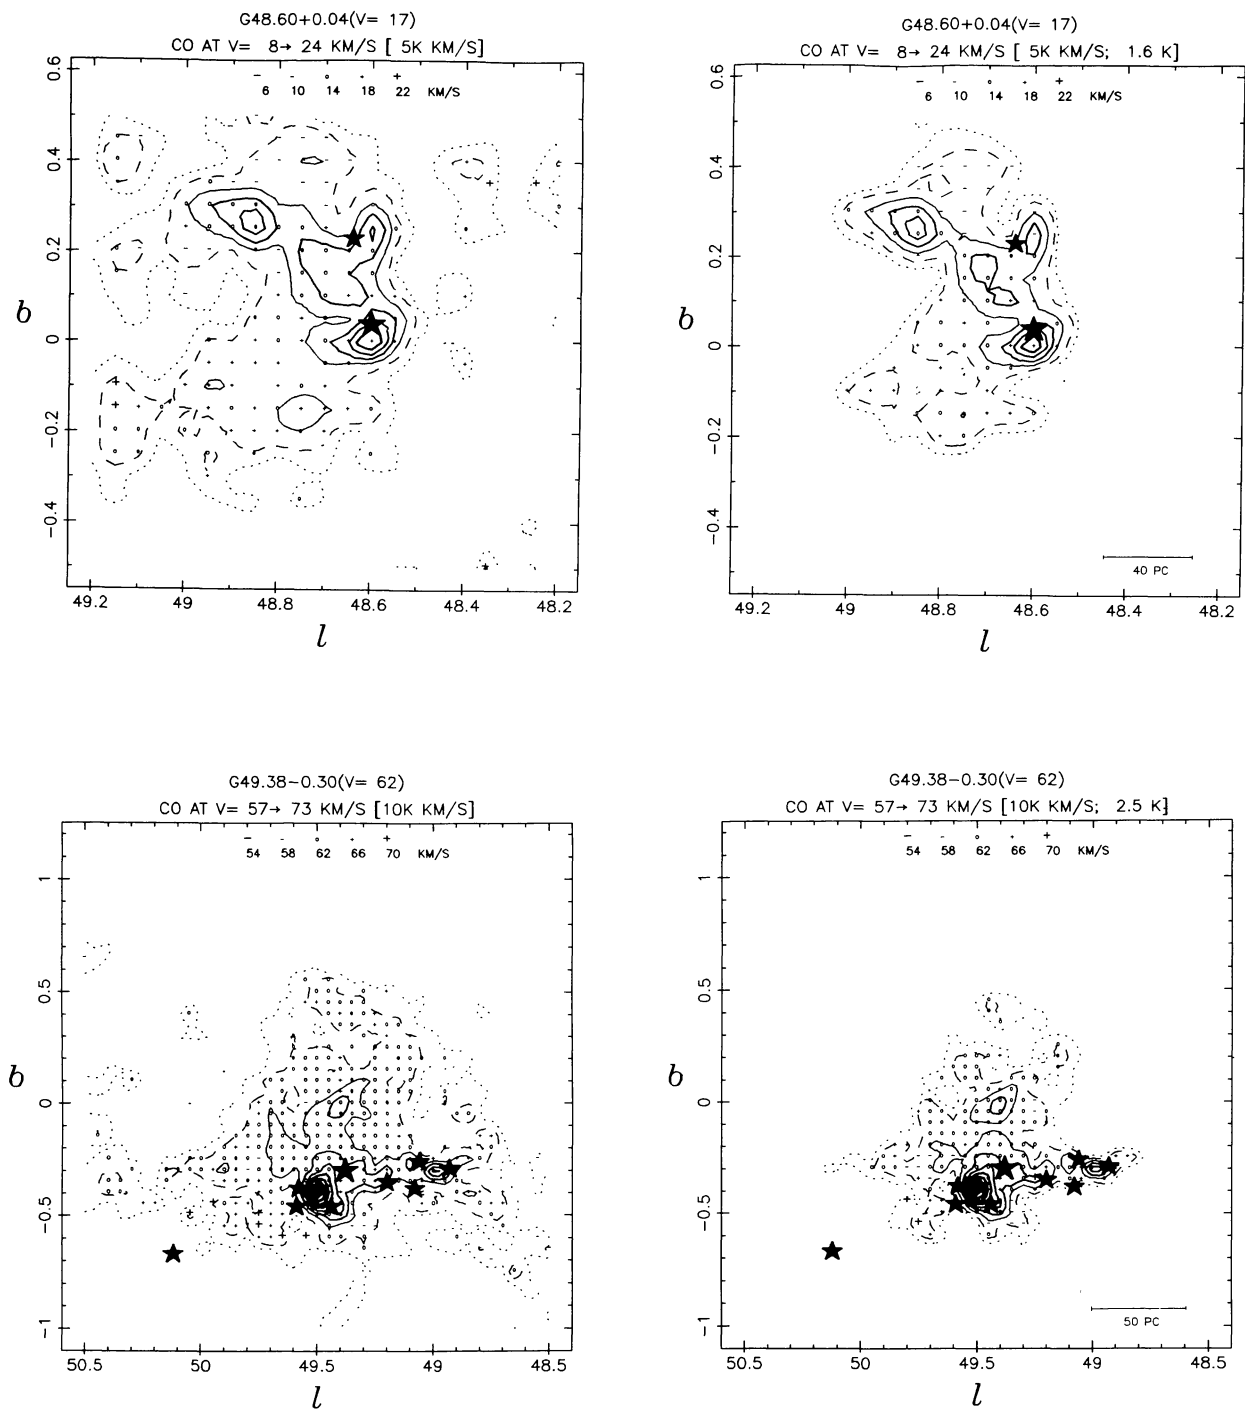 G48.60+0.04(V= 17)
CO AT V= 8→ 24 KM/S [ 5K KM/S]
6 10 14 18 22 KM/S
0.6
0.4
0.2
0
−0.2
−0.4
b
49.2 49 48.8 48.6 48.4 48.2
l
G48.60+0.04(V= 17)
CO AT V= 8→ 24 KM/S [ 5K KM/S; 1.6 K]
6 10 14 18 22 KM/S
0.6
0.4
0.2
0
−0.2
−0.4
b
40 PC
49.2 49 48.8 48.6 48.4 48.2
l
G49.38−0.30(V= 62)
CO AT V= 57→ 73 KM/S [10K KM/S]
54 58 62 66 70 KM/S
1
0.5
0
−0.5
−1
b
50.5 50 49.5 49 48.5
l
G49.38−0.30(V= 62)
CO AT V= 57→ 73 KM/S [10K KM/S; 2.5 K]
54 58 62 66 70 KM/S
1
0.5
0
−0.5
−1
b
50 PC
50.5 50 49.5 49 48.5
l